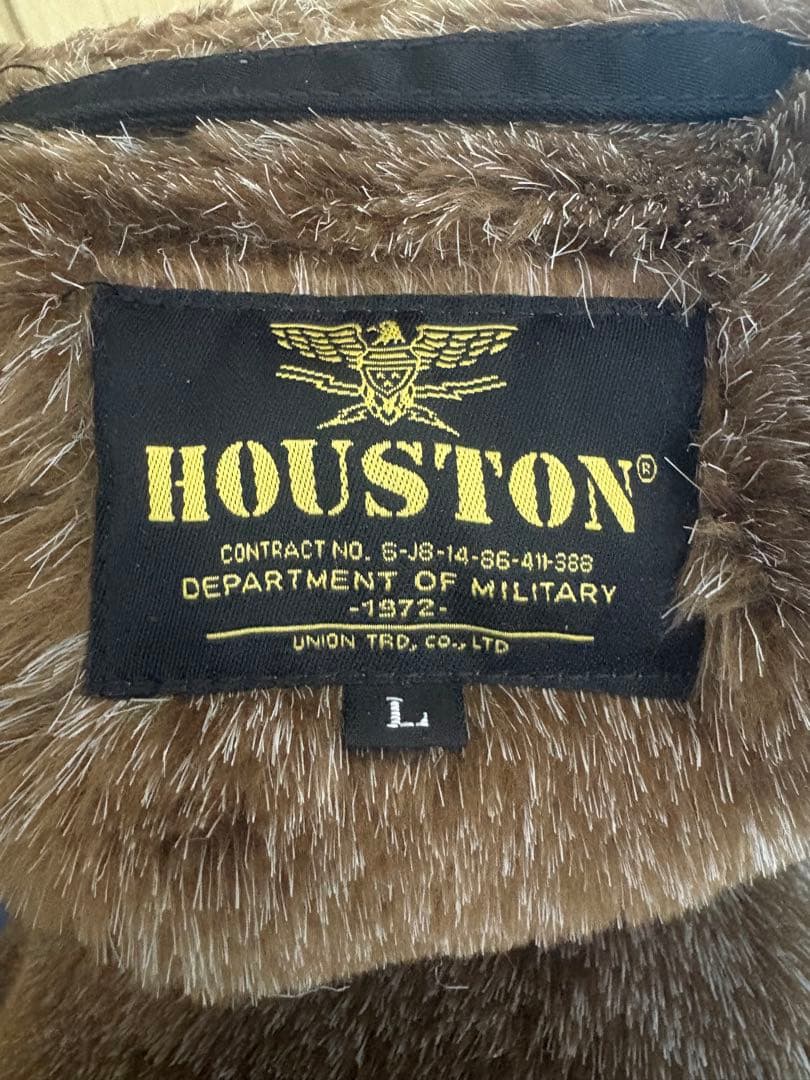 HOUSTON®
CONTRACT NO. 6-J8-14-86-411-388
DEPARTMENT OF MILITARY
-1972-
UNION TRD, CO., LTD
L